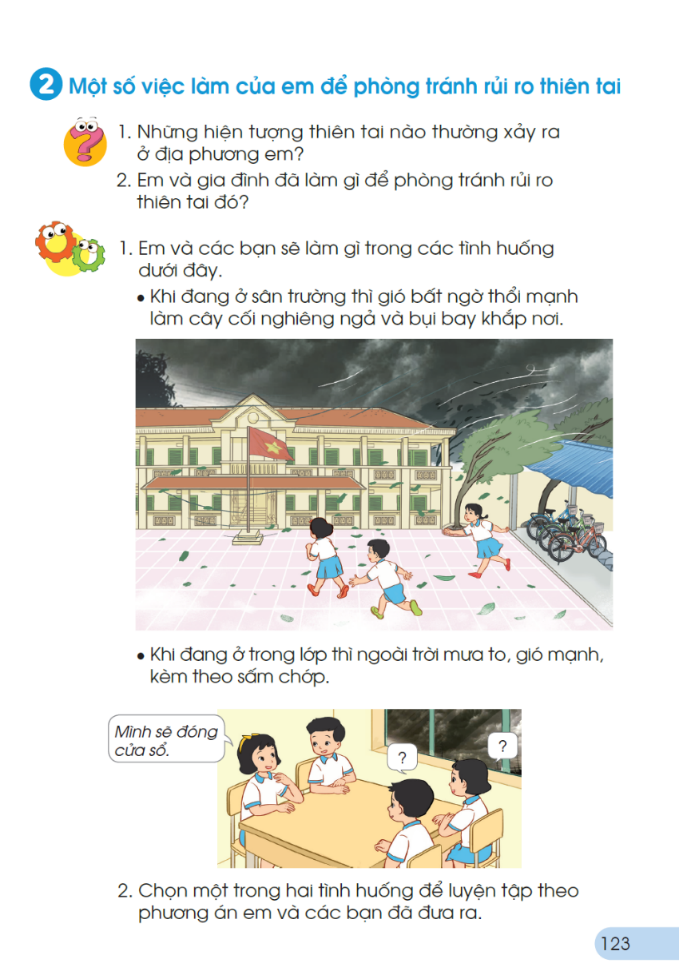 2 Một số việc làm của em để phòng tránh rủi ro thiên tai
1. Những hiện tượng thiên tai nào thường xảy ra
ở địa phương em?
2. Em và gia đình đã làm gì để phòng tránh rủi ro
thiên tai đó?
1. Em và các bạn sẽ làm gì trong các tình huống
dưới đây.
• Khi đang ở sân trường thì gió bất ngờ thổi mạnh
làm cây cối nghiêng ngả và bụi bay khắp nơi.
• Khi đang ở trong lớp thì ngoài trời mưa to, gió mạnh,
kèm theo sấm chớp.
Mình sẽ đóng
cửa sổ.
?
?
2. Chọn một trong hai tình huống để luyện tập theo
phương án em và các bạn đã đưa ra.
123